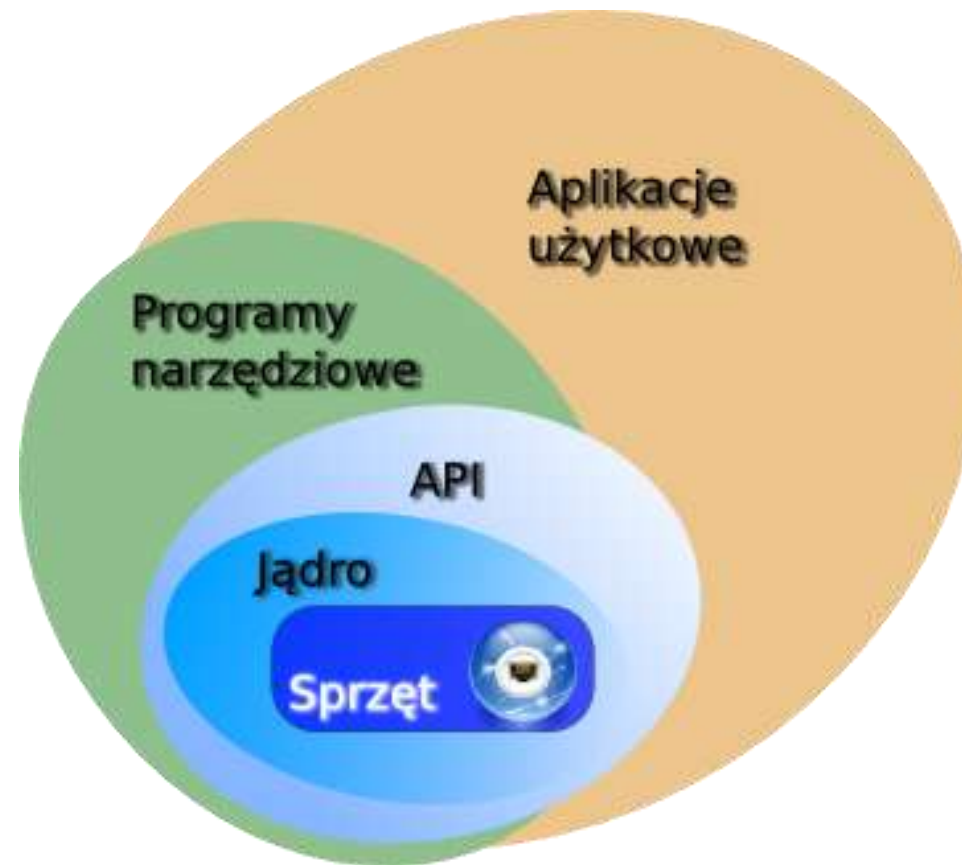 Aplikacje
użytkowe
Programy
narzędziowe
API
Jądro
Sprzęt